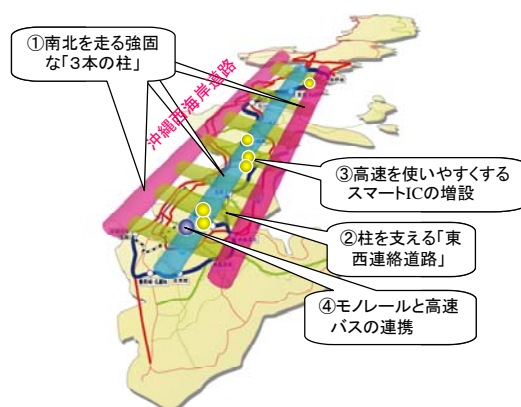 ①南北を走る強固
な「３本の柱」
沖縄西海岸道路
③高速を使いやすくする
スマートICの増設
②柱を支える「東
西連絡道路」
④モノレールと高速
バスの連携